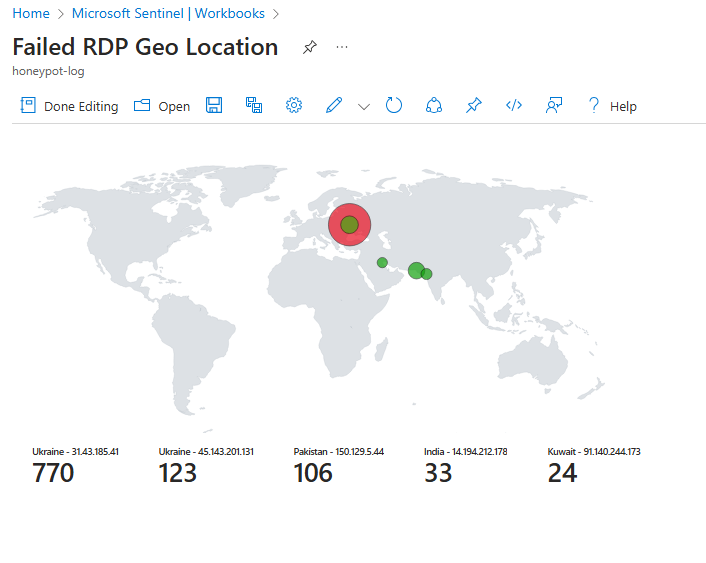 Home > Microsoft Sentinel | Workbooks >
Failed RDP Geo Location ...
honeypot-log
Done Editing Open Help
Ukraine - 31.43.185.41 Ukraine - 45.143.201.131 Pakistan - 150.129.5.44 India - 14.194.212.178 Kuwait - 91.140.244.173
770 123 106 33 24